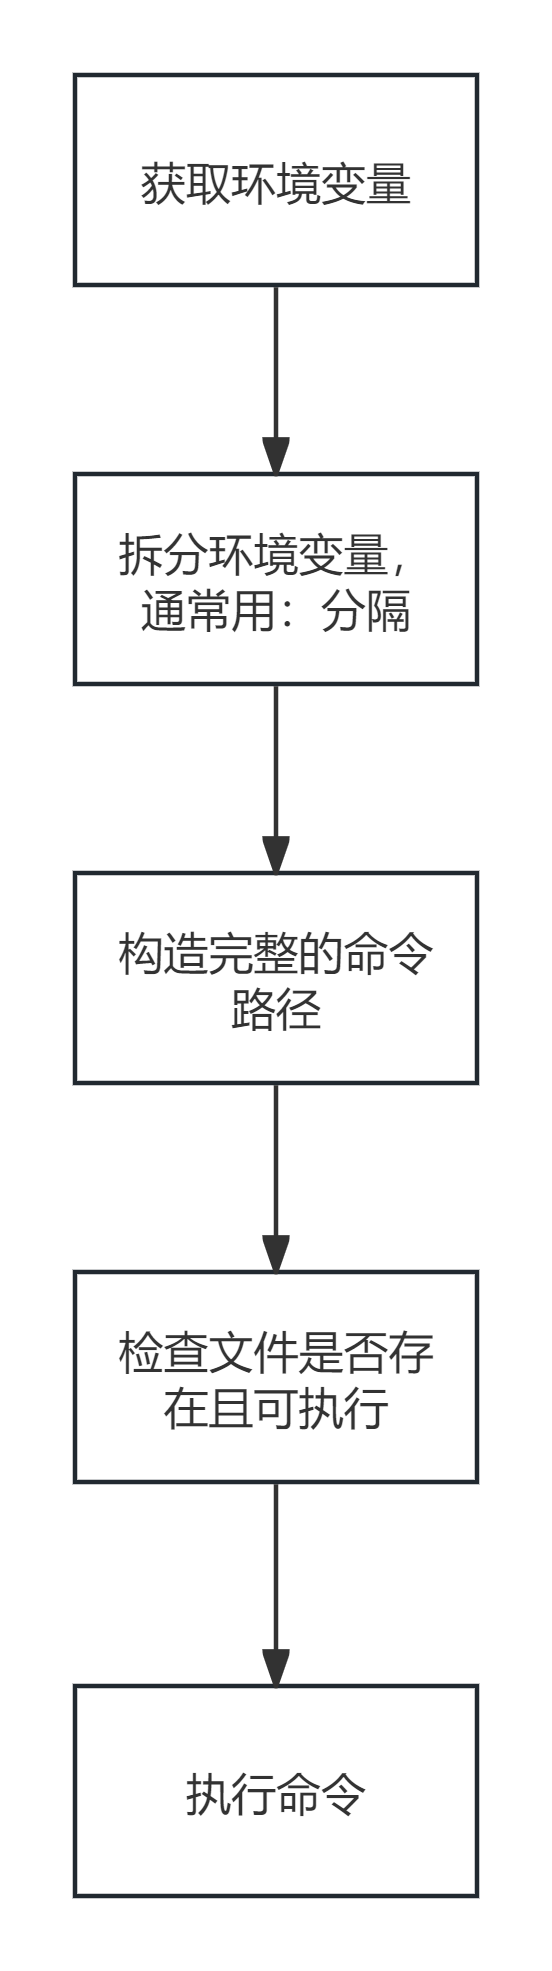 获取环境变量
拆分环境变量，
通常用：分隔
构造完整的命令
路径
检查文件是否存
在且可执行
执行命令